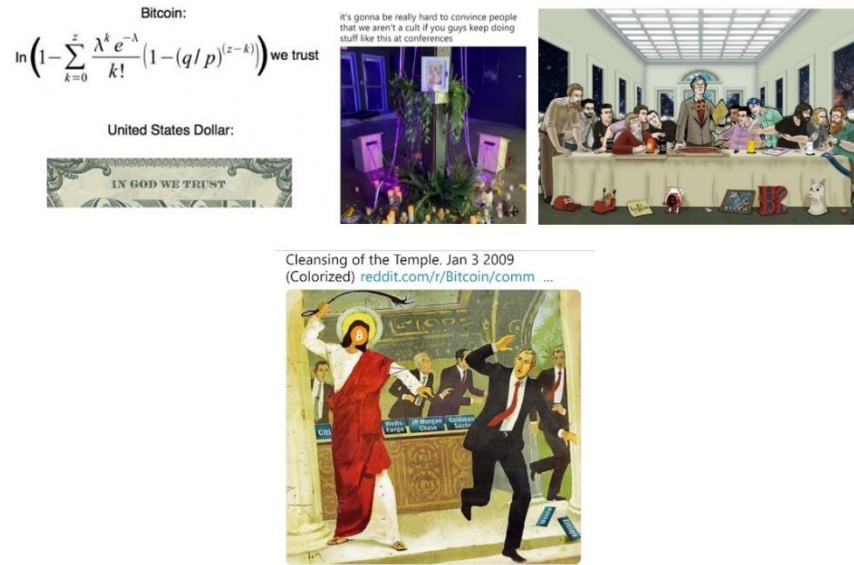 Bitcoin:
ln(1−∑_{k=0}^{z} \frac{λ^k e^{−λ}}{k!}(1−(q/p)^{(z−k)})) we trust
United States Dollar:
IN GOD WE TRUST
it's gonna be really hard to convince people
that we aren't a cult if you guys keep doing
stuff like this at conferences
Cleansing of the Temple. Jan 3 2009
(Colorized) reddit.com/r/Bitcoin/comm ...
B
Citi
Wells
Fargo
JP Morgan
Chase
Goldman
Sachs